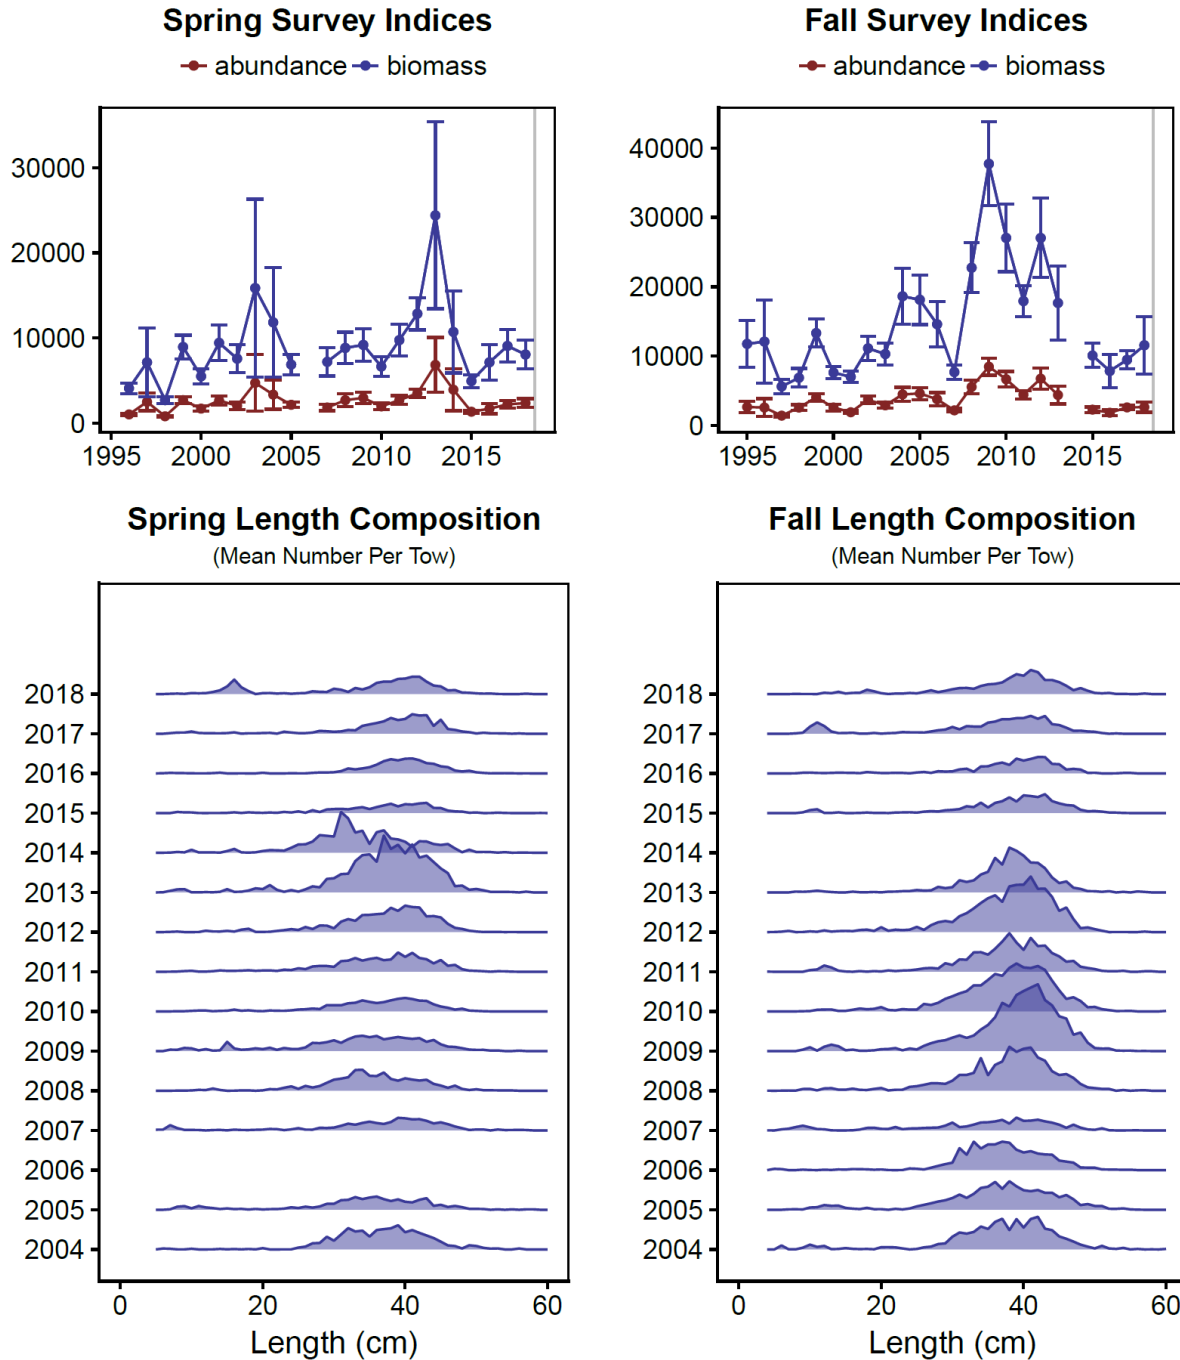 Spring Survey Indices
abundance biomass
30000
20000
10000
0
1995 2000 2005 2010 2015
Fall Survey Indices
abundance biomass
40000
30000
20000
10000
0
1995 2000 2005 2010 2015
Spring Length Composition
(Mean Number Per Tow)
2018
2017
2016
2015
2014
2013
2012
2011
2010
2009
2008
2007
2006
2005
2004
0 20 40 60
Length (cm)
Fall Length Composition
(Mean Number Per Tow)
2018
2017
2016
2015
2014
2013
2012
2011
2010
2009
2008
2007
2006
2005
2004
0 20 40 60
Length (cm)